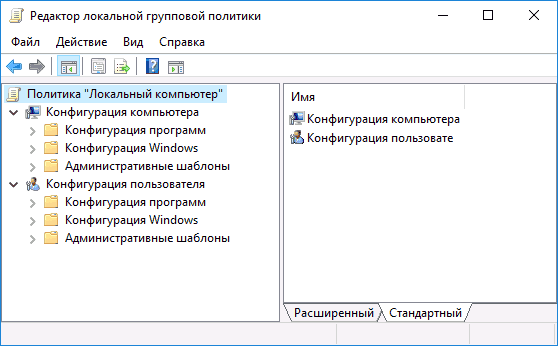 Редактор локальной групповой политики
Файл Действие Вид Справка
Политика "Локальный компьютер"
Конфигурация компьютера
Конфигурация программ
Конфигурация Windows
Административные шаблоны
Конфигурация пользователя
Конфигурация программ
Конфигурация Windows
Административные шаблоны
Имя
Конфигурация компьютера
Конфигурация пользовате
Расширенный Стандартный